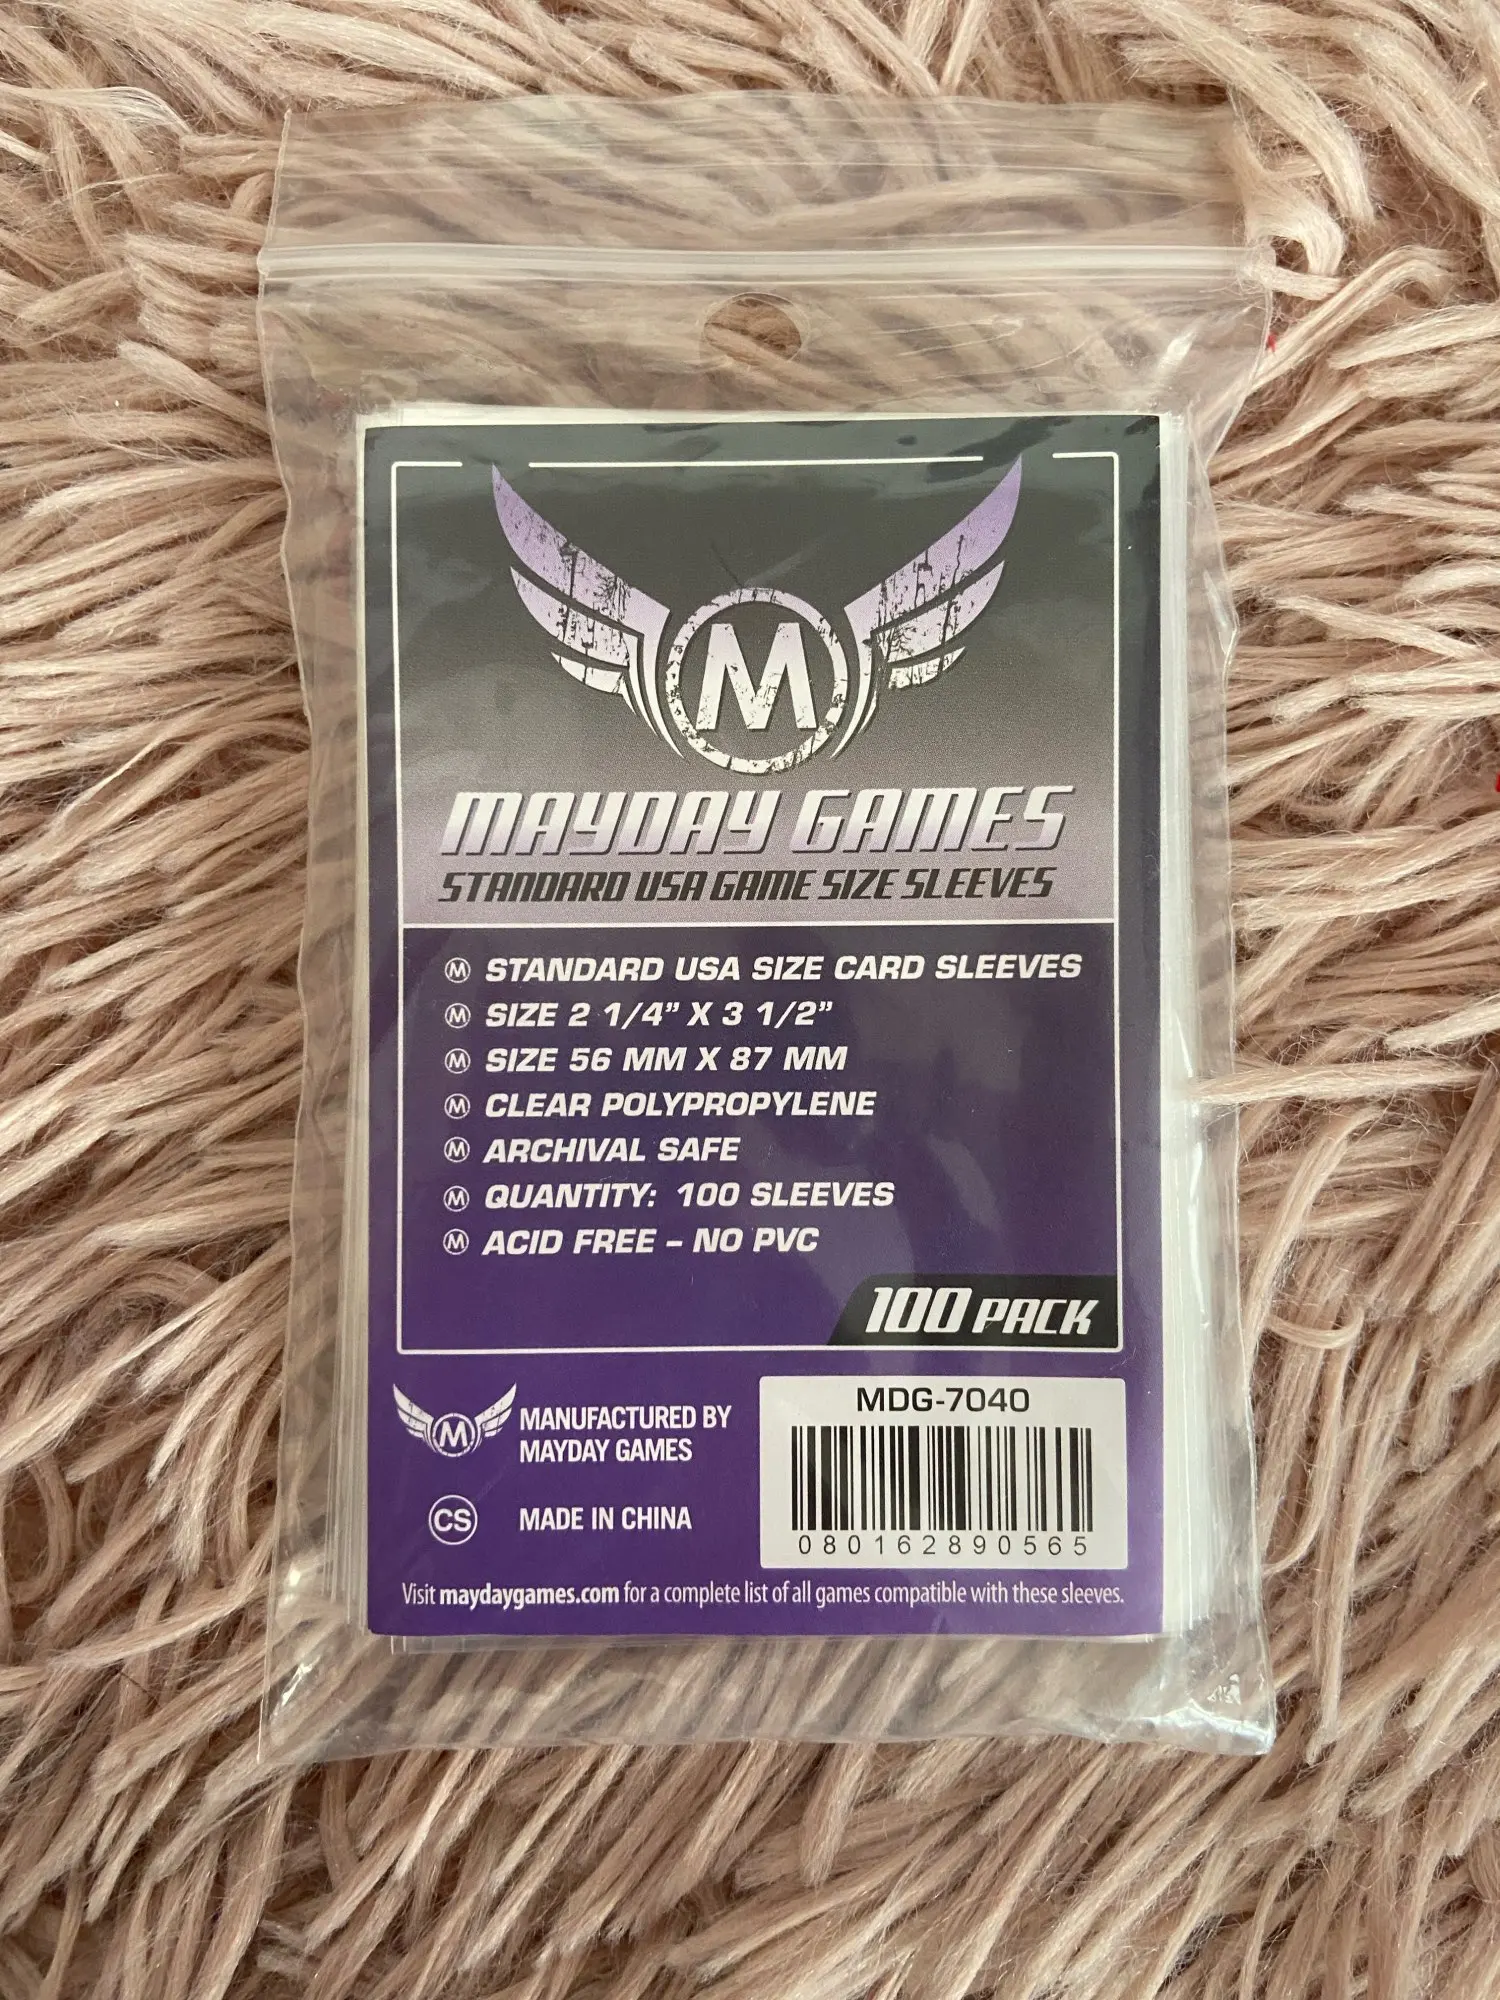 M
MAYDAY GAMES
STANDARD USA GAME SIZE SLEEVES
M STANDARD USA SIZE CARD SLEEVES
M SIZE 2 1/4” X 3 1/2”
M SIZE 56 MM X 87 MM
M CLEAR POLYPROPYLENE
M ARCHIVAL SAFE
M QUANTITY: 100 SLEEVES
M ACID FREE – NO PVC
100 PACK
M
MANUFACTURED BY
MAYDAY GAMES
CS MADE IN CHINA
MDG-7040
080162890565
Visit maydaygames.com for a complete list of all games compatible with these sleeves.